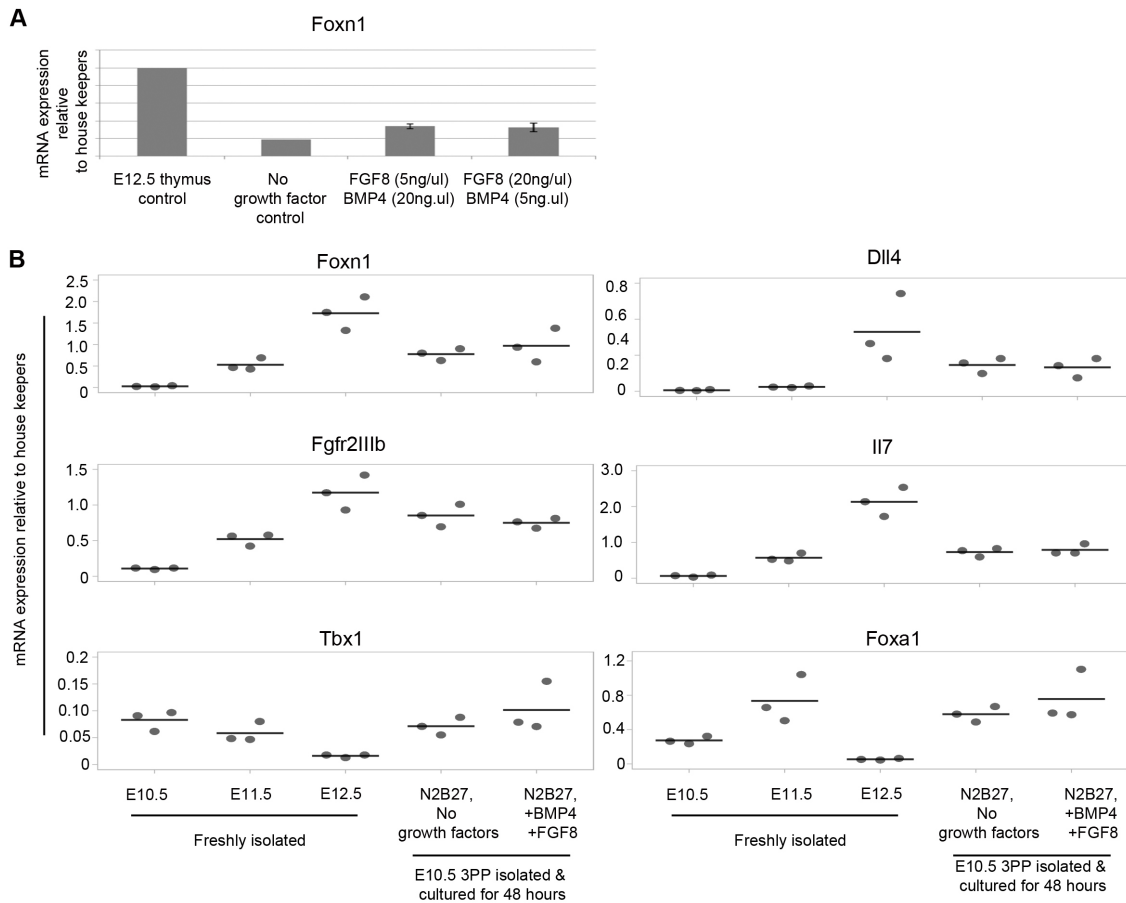 A
Foxn1
mRNA expression
relative
to house keepers
E12.5 thymus
control
No
growth factor
control
FGF8 (5ng/ul)
BMP4 (20ng.ul)
FGF8 (20ng/ul)
BMP4 (5ng.ul)
B
mRNA expression relative to house keepers
Foxn1
2.5
2.0
1.5
1.0
0.5
0
Dll4
0.8
0.6
0.4
0.2
0
Fgfr2IIIb
1.5
1.0
0.5
0
Il7
3.0
2.0
1.0
0
Tbx1
0.2
0.15
0.10
0.05
0
Foxa1
1.2
0.8
0.4
0
E10.5
E11.5
E12.5
N2B27,
No
growth factors
N2B27,
+BMP4
+FGF8
Freshly isolated
E10.5 3PP isolated &
cultured for 48 hours
E10.5
E11.5
E12.5
N2B27,
No
growth factors
N2B27,
+BMP4
+FGF8
Freshly isolated
E10.5 3PP isolated &
cultured for 48 hours